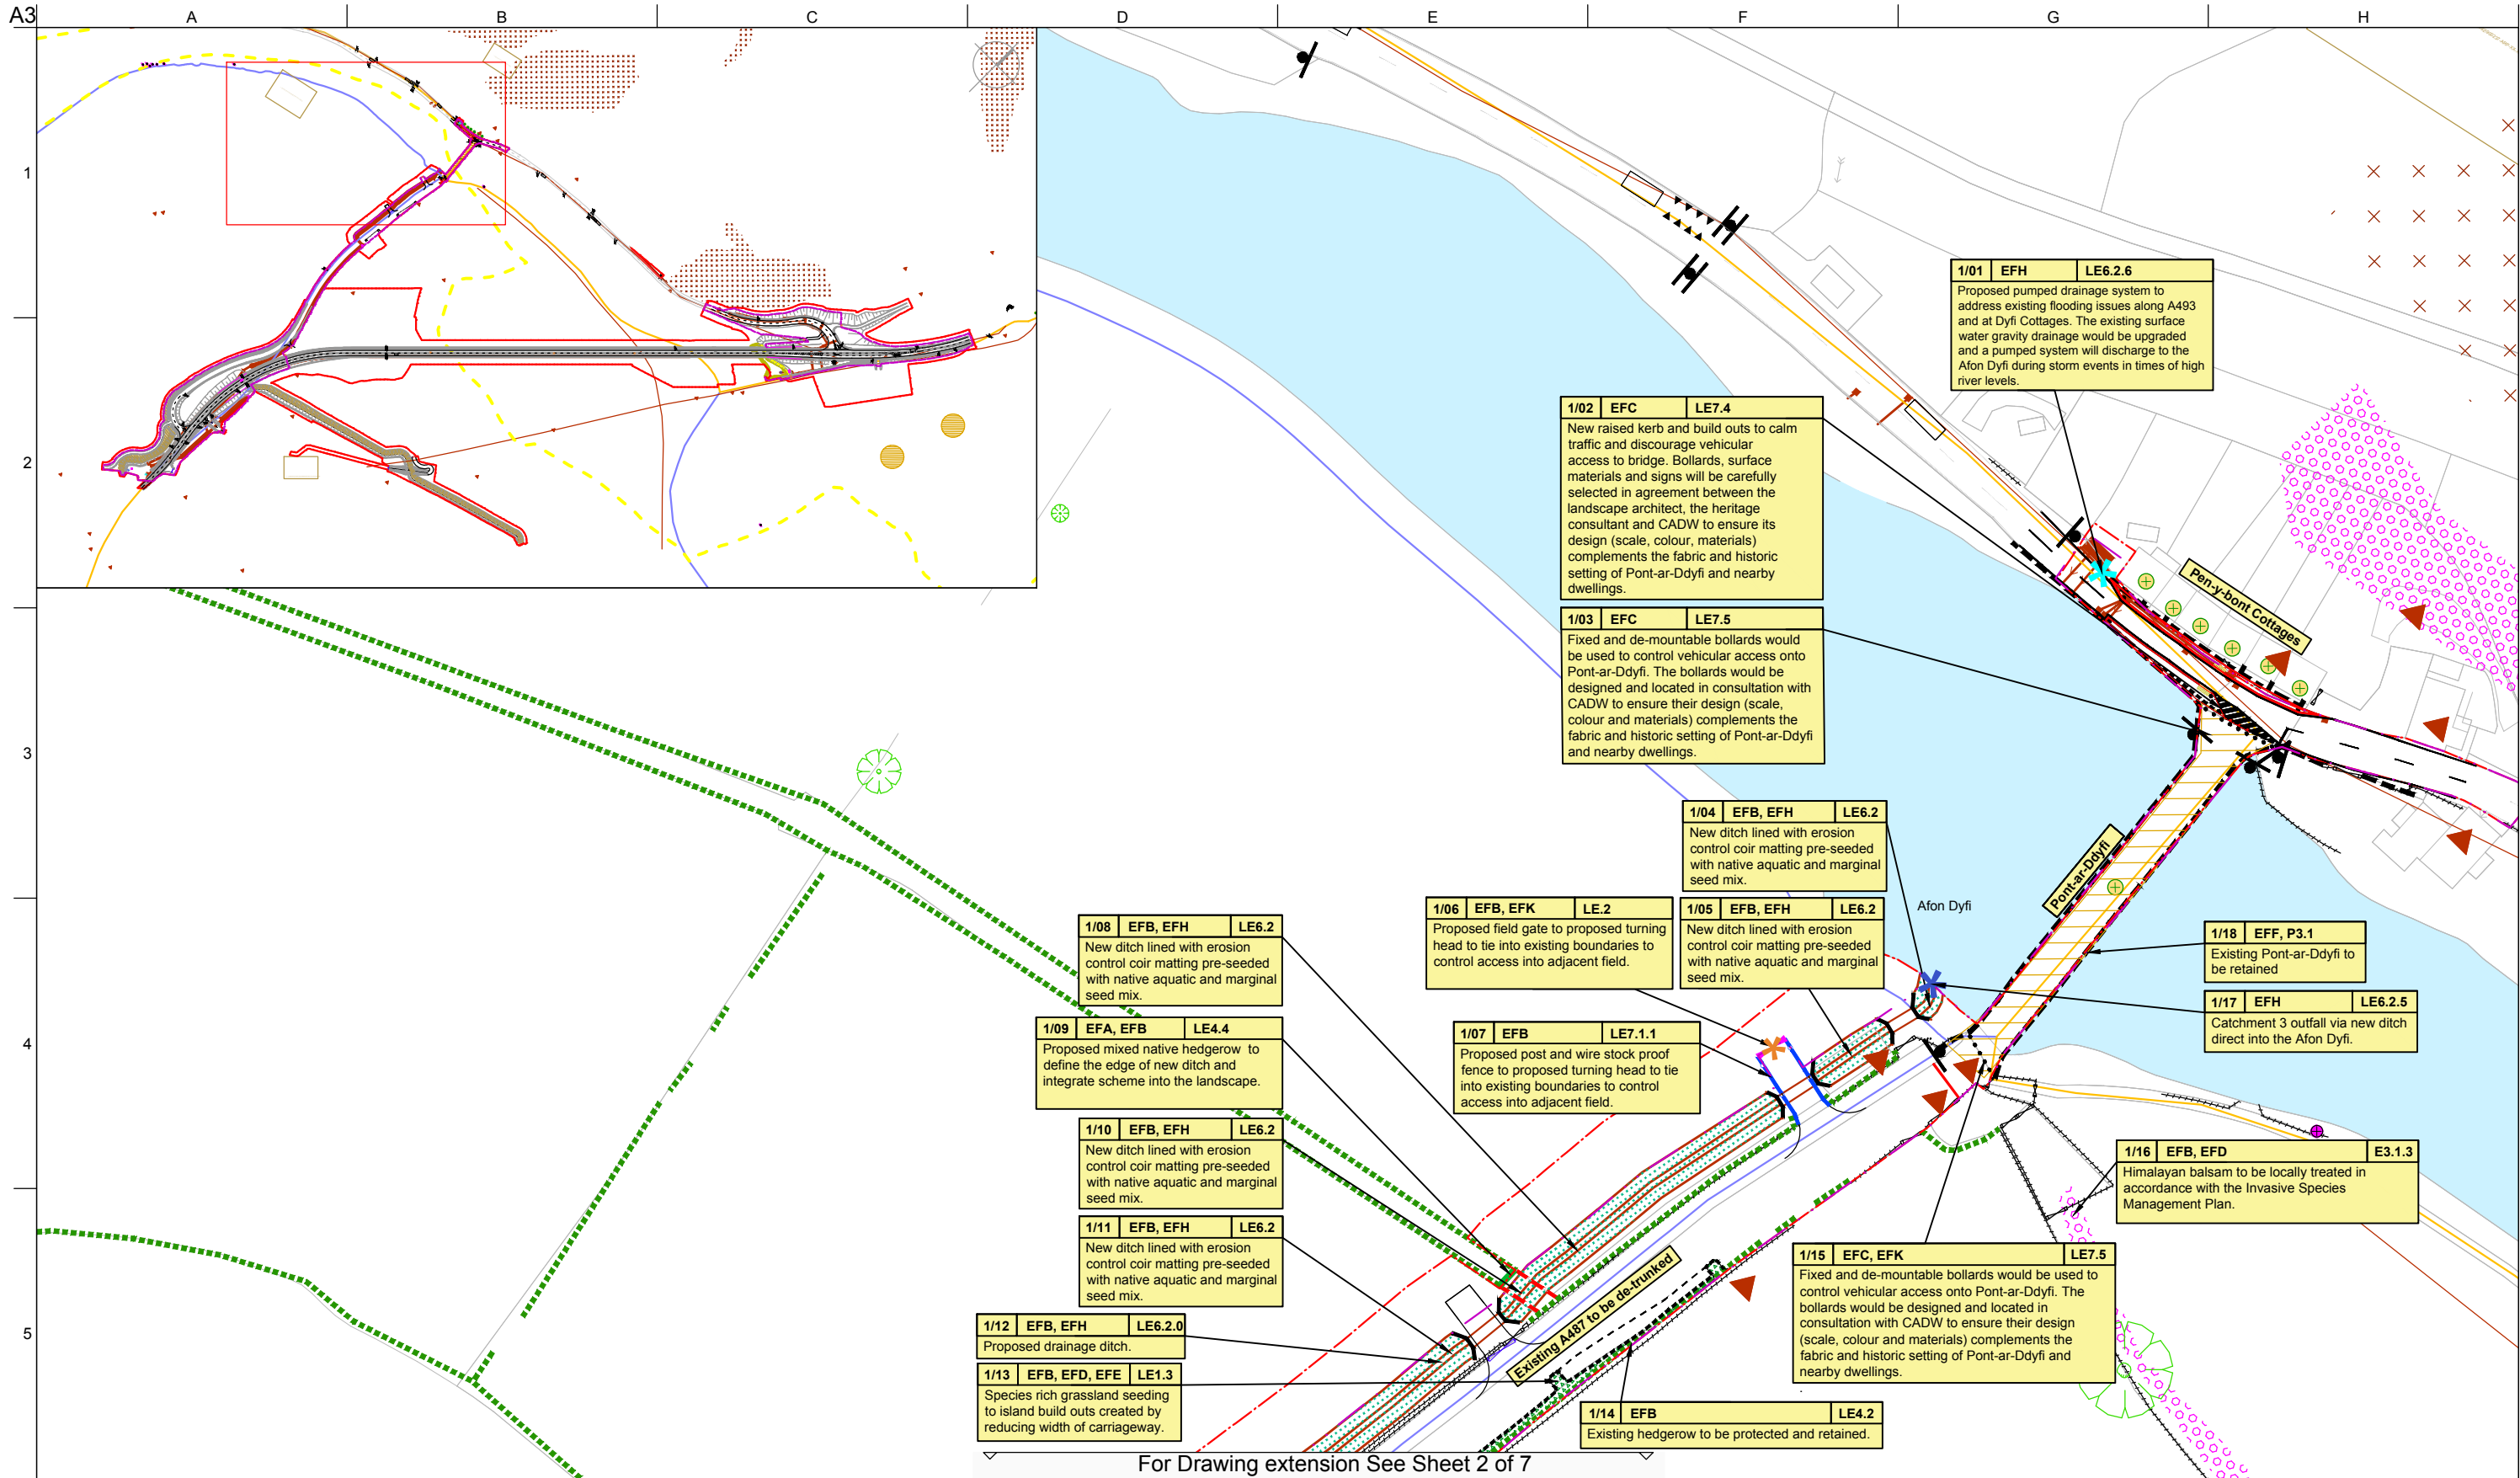 A3
A B C D E F G H
1
2
3
4
5
1/01 EFH LE6.2.6
Proposed pumped drainage system to
address existing flooding issues along A493
and at Dyfi Cottages. The existing surface
water gravity drainage would be upgraded
and a pumped system will discharge to the
Afon Dyfi during storm events in times of high
river levels.
1/02 EFC LE7.4
New raised kerb and build outs to calm
traffic and discourage vehicular
access to bridge. Bollards, surface
materials and signs will be carefully
selected in agreement between the
landscape architect, the heritage
consultant and CADW to ensure its
design (scale, colour, materials)
complements the fabric and historic
setting of Pont-ar-Ddyfi and nearby
dwellings.
1/03 EFC LE7.5
Fixed and de-mountable bollards would
be used to control vehicular access onto
Pont-ar-Dyfi. The bollards would be
designed and located in consultation with
CADW to ensure their design (scale,
colour and materials) complements the
fabric and historic setting of Pont-ar-Ddyfi
and nearby dwellings.
Pen-y-bont Cottages
1/04 EFB, EFH LE6.2
New ditch lined with erosion
control coir matting pre-seeded
with native aquatic and marginal
seed mix.
Pont-ar-Ddyfi
Afon Dyfi
1/05 EFB, EFH LE6.2
New ditch lined with erosion
control coir matting pre-seeded
with native aquatic and marginal
seed mix.
1/06 EFB, EFK LE.2
Proposed field gate to proposed turning
head to tie into existing boundaries to
control access into adjacent field.
1/07 EFB LE7.1.1
Proposed post and wire stock proof
fence to proposed turning head to tie
into existing boundaries to control
access into adjacent field.
1/08 EFB, EFH LE6.2
New ditch lined with erosion
control coir matting pre-seeded
with native aquatic and marginal
seed mix.
1/09 EFA, EFB LE4.4
Proposed mixed native hedgerow to
define the edge of new ditch and
integrate scheme into the landscape.
1/10 EFB, EFH LE6.2
New ditch lined with erosion
control coir matting pre-seeded
with native aquatic and marginal
seed mix.
1/11 EFB, EFH LE6.2
New ditch lined with erosion
control coir matting pre-seeded
with native aquatic and marginal
seed mix.
1/12 EFB, EFH LE6.2.0
Proposed drainage ditch.
1/13 EFB, EFD, EFE LE1.3
Species rich grassland seeding
to island build outs created by
reducing width of carriageway.
Existing A487 to be de-trunked
1/14 EFB LE4.2
Existing hedgerow to be protected and retained.
1/15 EFC, EFK LE7.5
Fixed and de-mountable bollards would be used to
control vehicular access onto Pont-ar-Dyfi. The
bollards would be designed and located in
consultation with CADW to ensure their design
(scale, colour and materials) complements the
fabric and historic setting of Pont-ar-Ddyfi and
nearby dwellings.
1/16 EFB, EFD E3.1.3
Himalayan balsam to be locally treated in
accordance with the Invasive Species
Management Plan.
1/17 EFH LE6.2.5
Catchment 3 outfall via new ditch
direct into the Afon Dyfi.
1/18 EFF, P3.1
Existing Pont-ar-Ddyfi to
be retained
For Drawing extension See Sheet 2 of 7